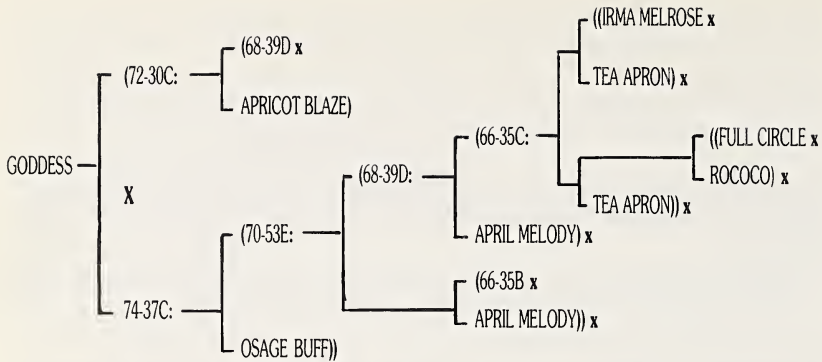 ((IRMA MELROSE x
(68-39D x
(72-30C:
TEA APRON) x
APRICOT BLAZE)
(66-35C:
((FULL CIRCLE x
GODDESS
(68-39D:
ROCOCO) x
X
TEA APRON)) x
(70-53E:
APRIL MELODY) x
(66-35B x
74-37C:
APRIL MELODY)) x
OSAGE BUFF))